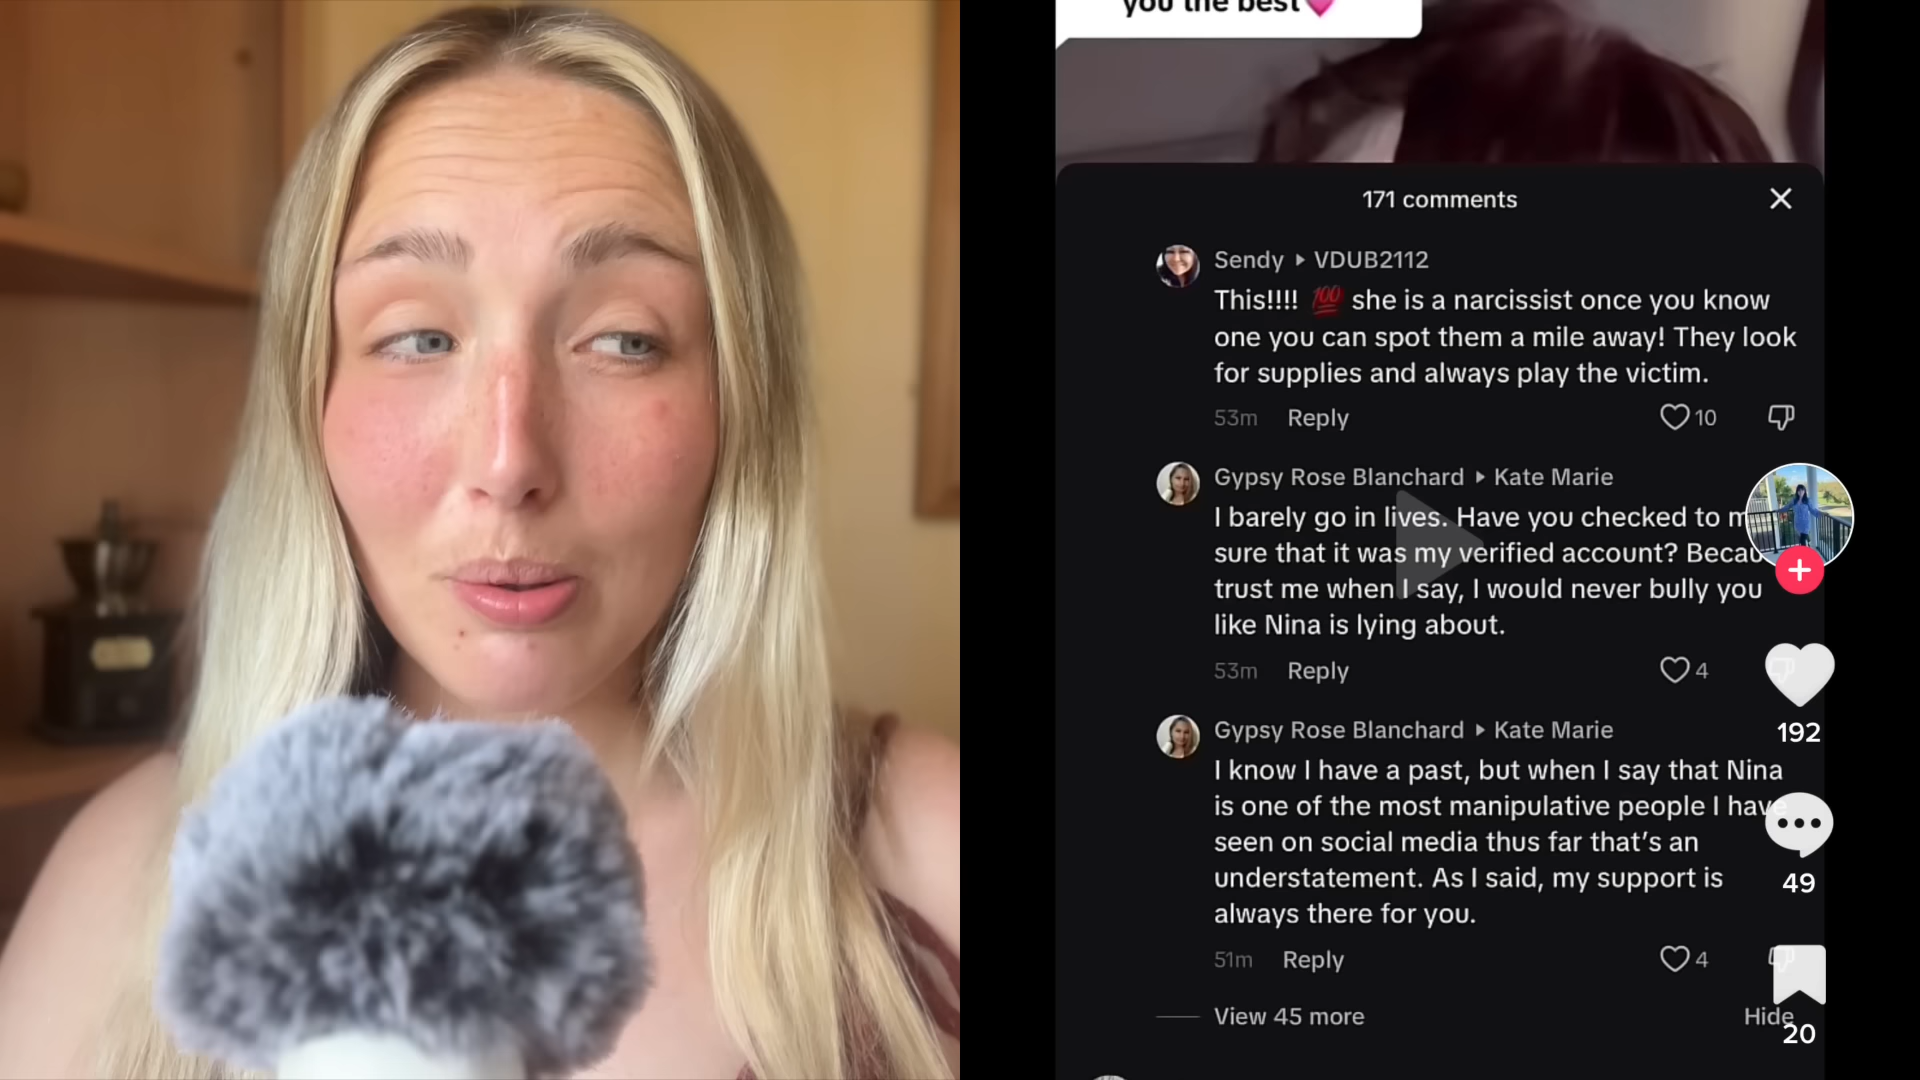 you the best
171 comments
Sendy VDUB2112
This!!!! 💯 she is a narcissist once you know
one you can spot them a mile away! They look
for supplies and always play the victim.
53m Reply 10
Gypsy Rose Blanchard Kate Marie
I barely go in lives. Have you checked to
sure that it was my verified account?
trust me when I say, I would never bully you
like Nina is lying about.
53m Reply 4
Gypsy Rose Blanchard Kate Marie
I know I have a past, but when I say that Nina
is one of the most manipulative people I have
seen on social media thus far that’s an
understatement. As I said, my support is
always there for you.
51m Reply 4
View 45 more Hide
192
49
20